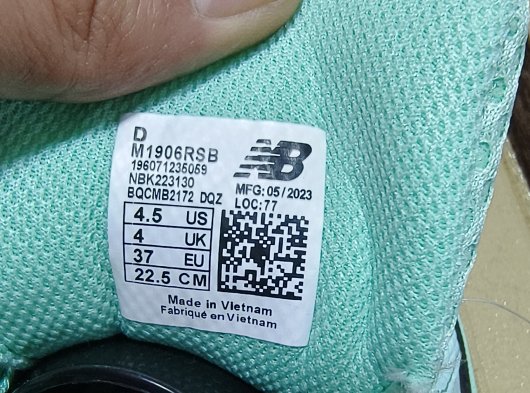 D
M1906RSB
196071235059
NBK223130
BQCMB2172 DQZ
NB
MFG:05/2023
LOC:77
4.5 US
4 UK
37 EU
22.5 CM
Made in Vietnam
Fabriqué en Vietnam